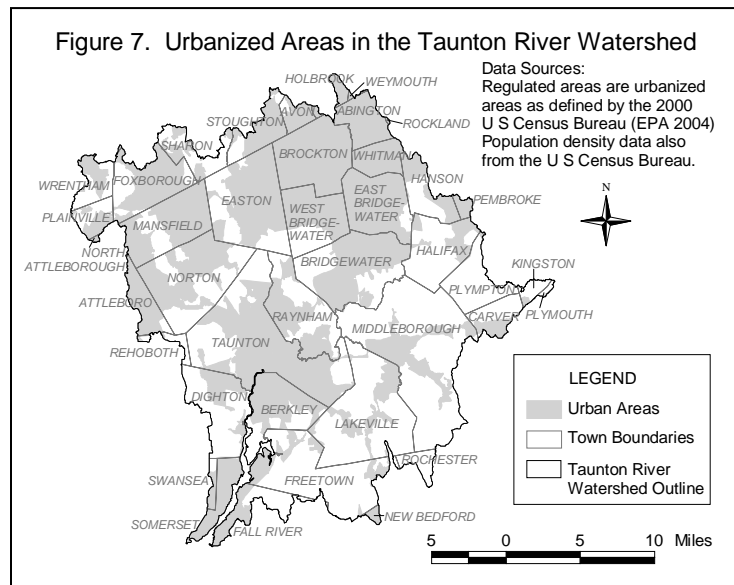 Figure 7. Urbanized Areas in the Taunton River Watershed
Data Sources:
Regulated areas are urbanized
areas as defined by the 2000
U S Census Bureau (EPA 2004)
Population density data also
from the U S Census Bureau.
HOLBROOK
WEYMOUTH
AVON
ABINGTON
STOUGHTON
ROCKLAND
SHARON
BROCKTON
WHITMAN
WRENTHAM
FOXBOROUGH
HANSON
EASTON
EAST
BRIDGE-
WATER
PEMBROKE
PLAINVILLE
MANSFIELD
WEST
BRIDGE-
WATER
N
NORTH
ATTLEBOROUGH
HALIFAX
BRIDGEWATER
KINGSTON
NORTON
PLYMPTON
ATTLEBORO
CARVER
PLYMOUTH
RAYNHAM
MIDDLEBOROUGH
TAUNTON
REHOBOTH
DIGHTON
BERKLEY
LAKEVILLE
ROCHESTER
SWANSEA
FREETOWN
SOMERSET
FALL RIVER
NEW BEDFORD
LEGEND
Urban Areas
Town Boundaries
Taunton River
Watershed Outline
5 0 5 10 Miles